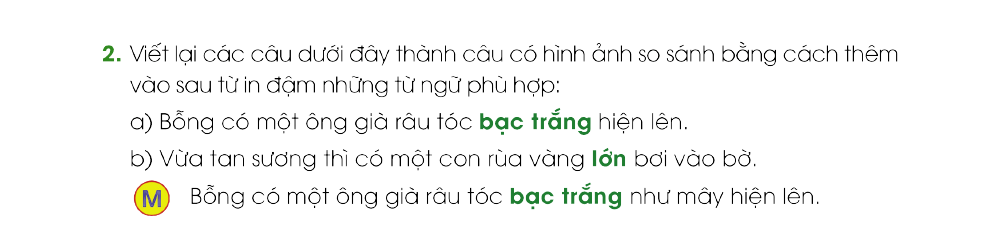 2. Viết lại các câu dưới đây thành câu có hình ảnh so sánh bằng cách thêm
vào sau từ in đậm những từ ngữ phù hợp:
a) Bỗng có một ông già râu tóc bạc trắng hiện lên.
b) Vừa tan sương thì có một con rùa vàng lớn bơi vào bờ.
M Bỗng có một ông già râu tóc bạc trắng như mây hiện lên.